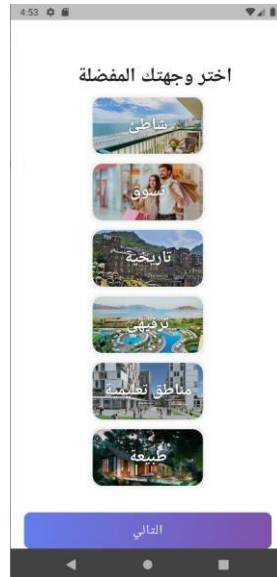 4:53
اختر وجهتك المفضلة
شاطئ
تسوق
تاريخية
ترفيهي
مناطق تعليمية
طبيعة
التالي